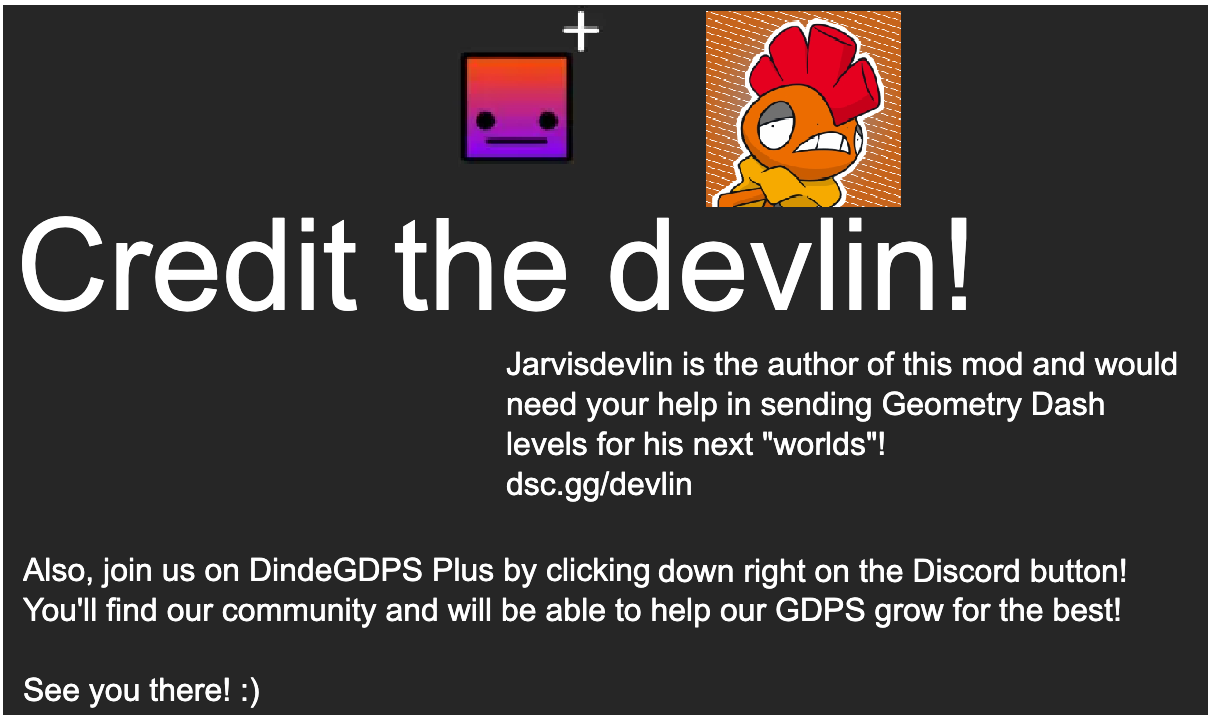 +
Credit the devlin!
Jarvisdevlin is the author of this mod and would
need your help in sending Geometry Dash
levels for his next "worlds"!
dsc.gg/devlin
Also, join us on DindeGDPS Plus by clicking down right on the Discord button!
You'll find our community and will be able to help our GDPS grow for the best!
See you there! :)